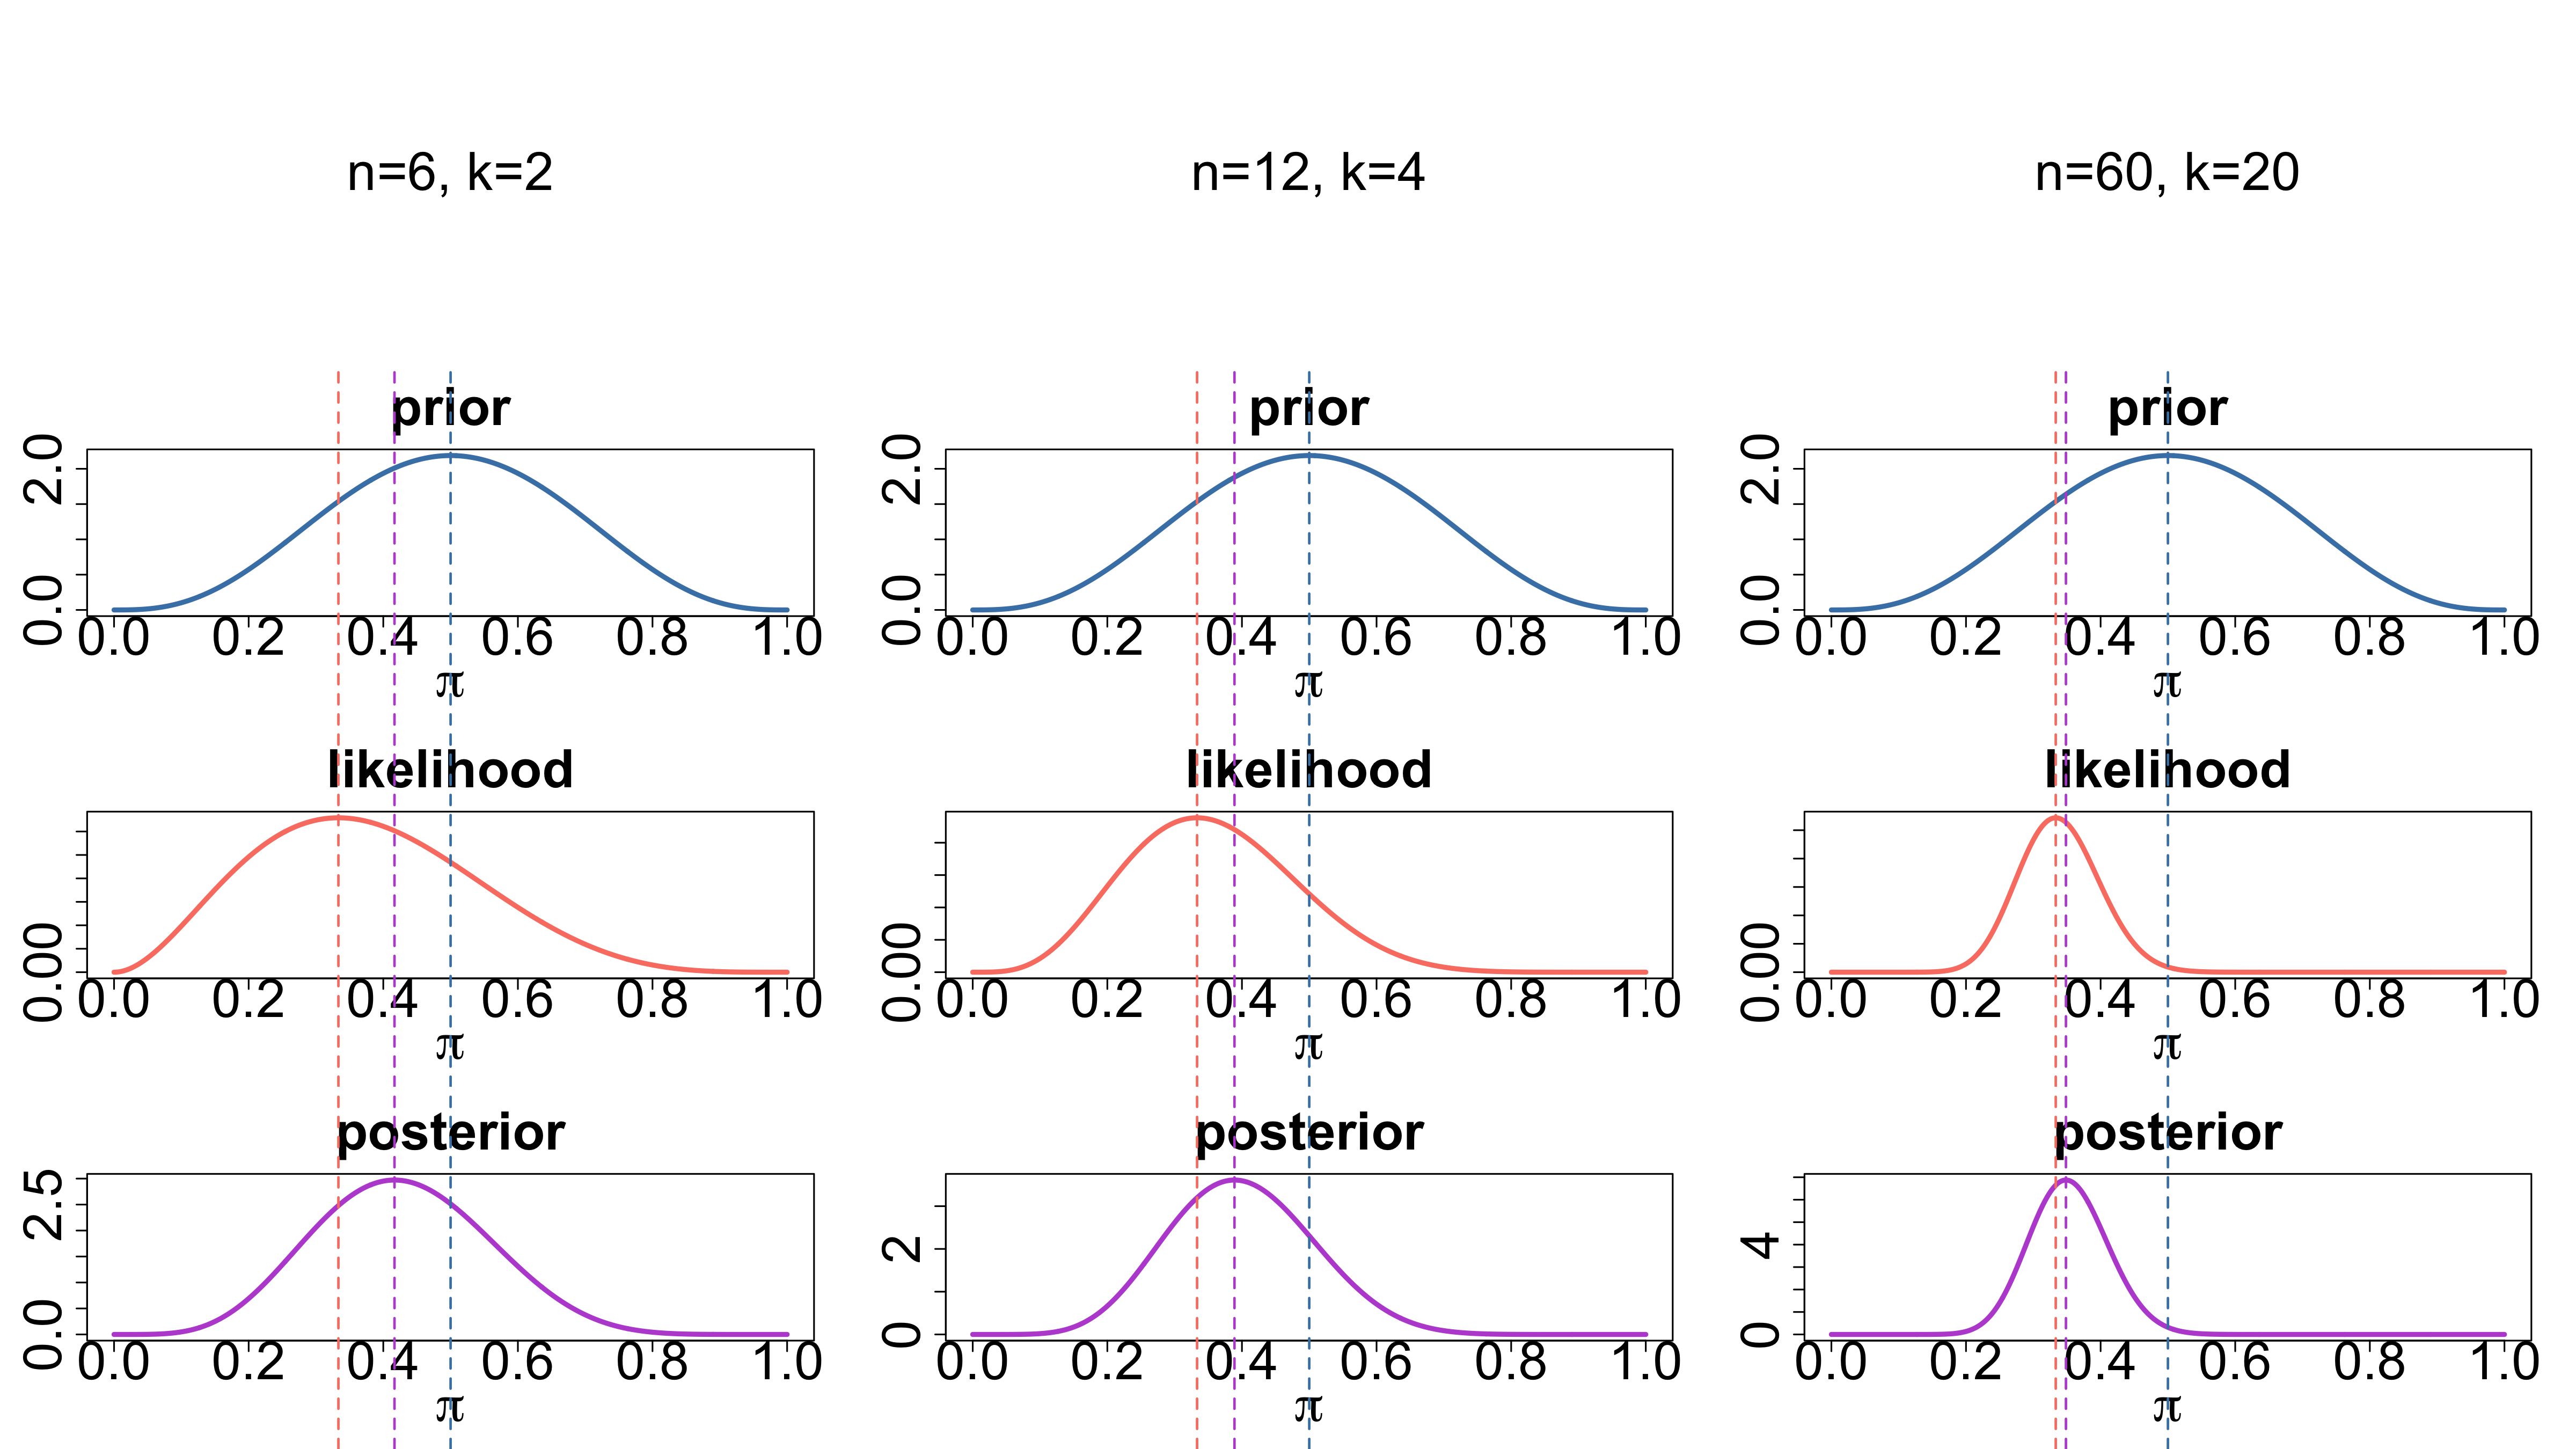 n=6, k=2 n=12, k=4 n=60, k=20
prior prior prior
2.0 2.0 2.0
0.0 0.0 0.0
0.0 0.2 0.4 0.6 0.8 1.0 0.0 0.2 0.4 0.6 0.8 1.0 0.0 0.2 0.4 0.6 0.8 1.0
π π π
likelihood likelihood likelihood
0.00 0.00 0.00
0.0 0.2 0.4 0.6 0.8 1.0 0.0 0.2 0.4 0.6 0.8 1.0 0.0 0.2 0.4 0.6 0.8 1.0
π π π
posterior posterior posterior
2.5 2 4
0.0 0 0
0.0 0.2 0.4 0.6 0.8 1.0 0.0 0.2 0.4 0.6 0.8 1.0 0.0 0.2 0.4 0.6 0.8 1.0
π π π